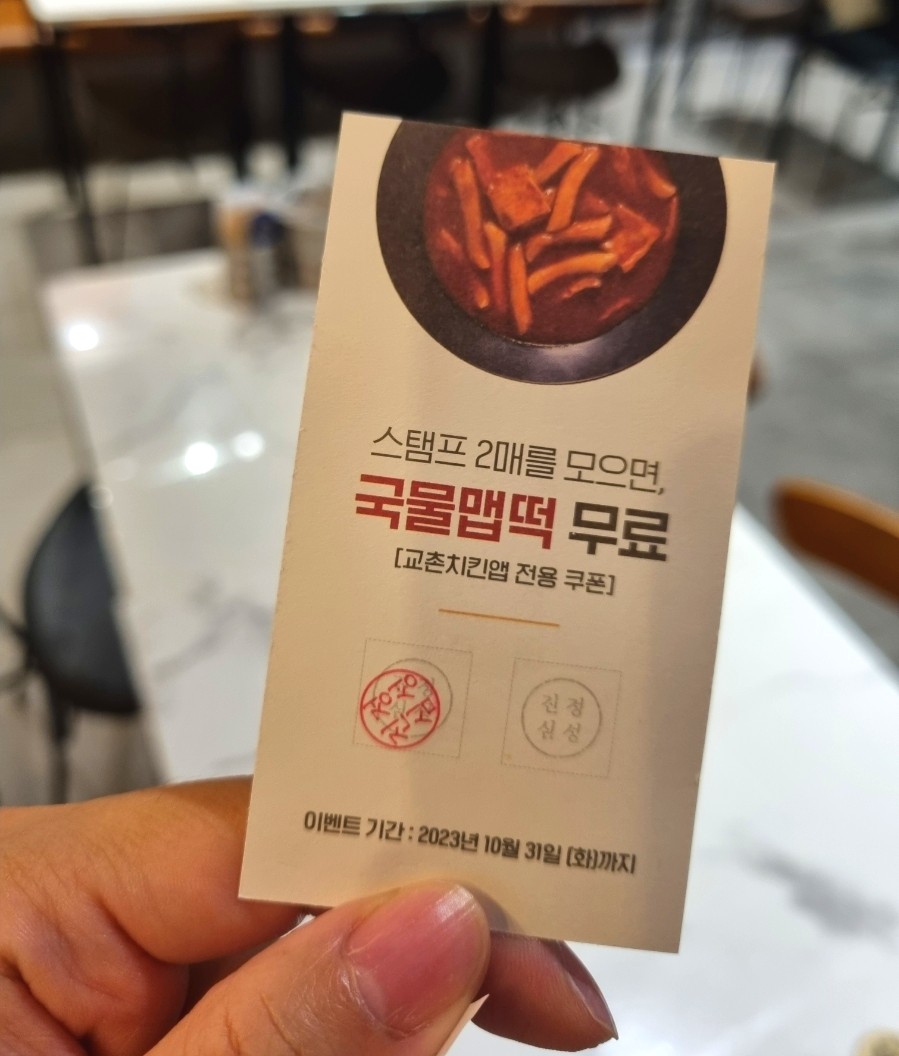 스탬프 2매를 모으면,
국물맵떡 무료
[교촌치킨앱 전용 쿠폰]
진정
심성
이벤트 기간 : 2023년 10월 31일 (화)까지